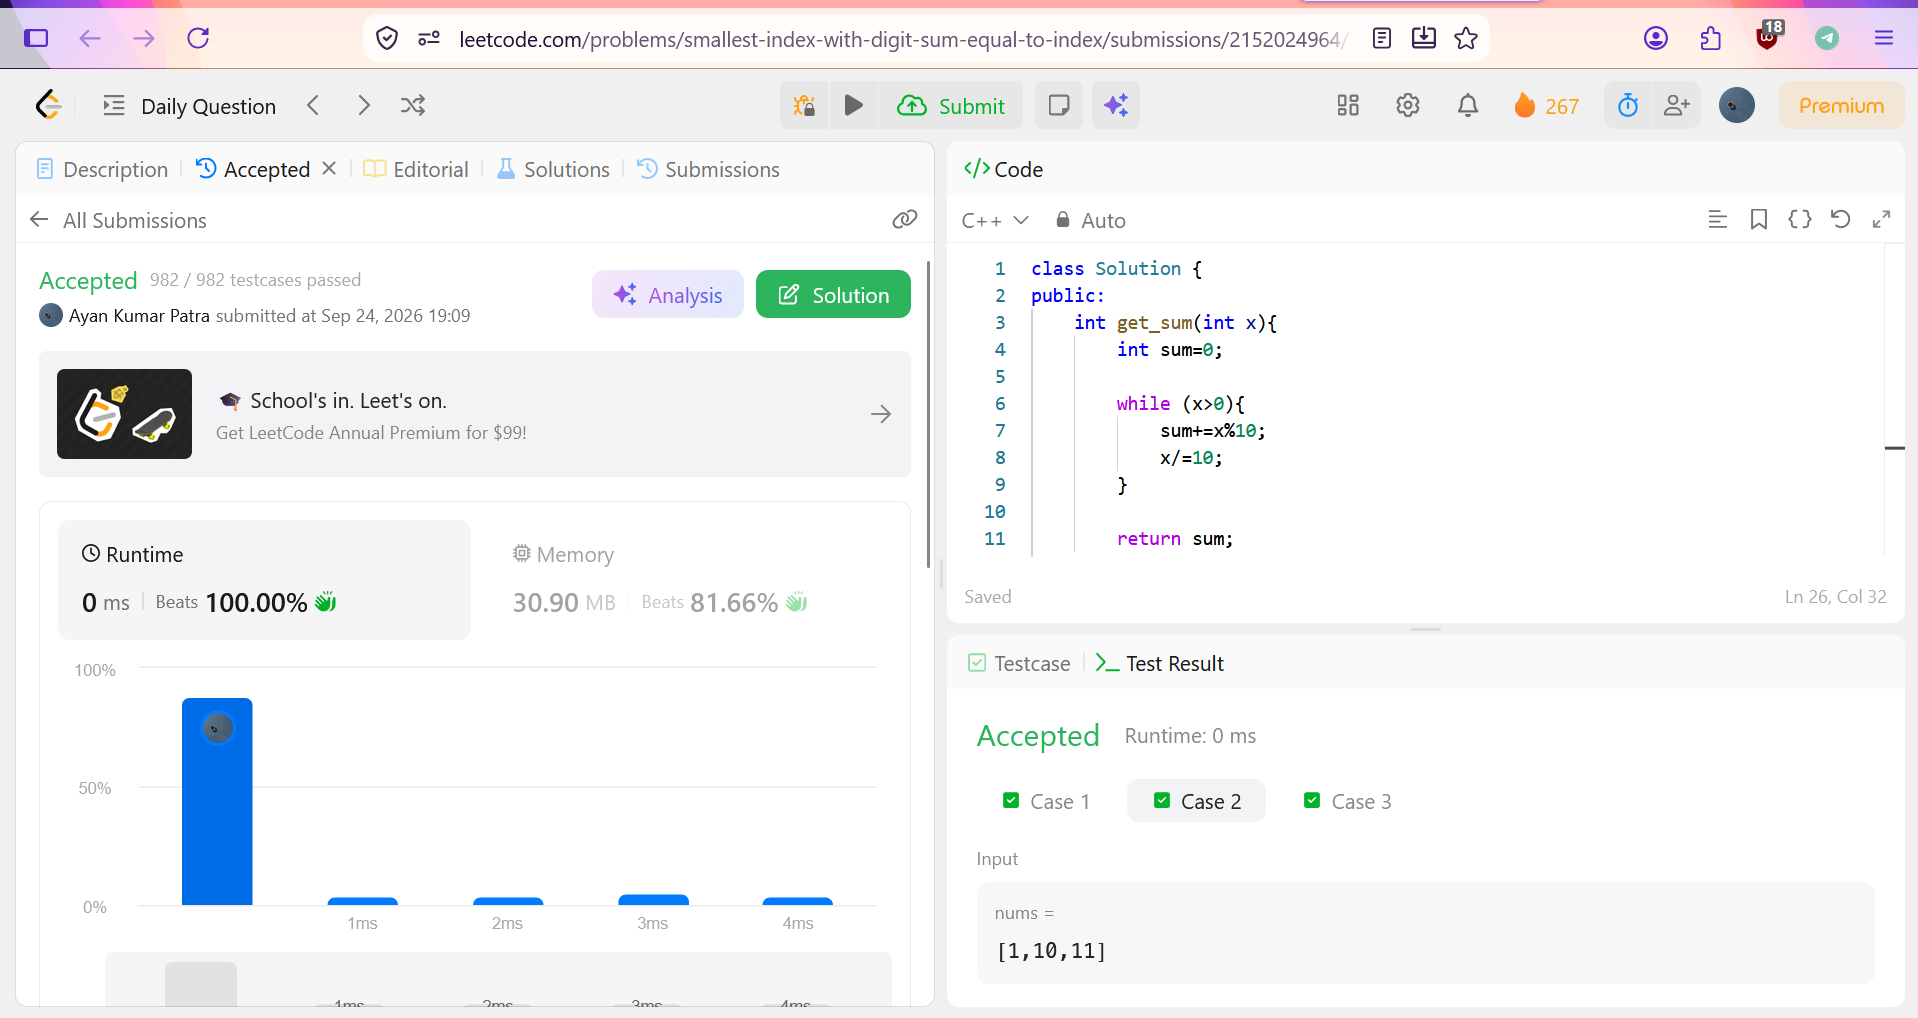 leetcode.com/problems/smallest-index-with-digit-sum-equal-to-index/submissions/2152024964/
18
Daily Question
Submit
267
Premium
Description
Accepted
Editorial
Solutions
Submissions
All Submissions
Accepted 982 / 982 testcases passed
Ayan Kumar Patra submitted at Sep 24, 2026 19:09
Analysis
Solution
🎓 School's in. Leet's on.
Get LeetCode Annual Premium for $99!
Runtime
0 ms Beats 100.00%
Memory
30.90 MB Beats 81.66%
100%
50%
0%
1ms 2ms 3ms 4ms
1ms 2ms 3ms 4ms
</> Code
C++ Auto
1 class Solution {
2 public:
3     int get_sum(int x){
4         int sum=0;
5
6         while (x>0){
7             sum+=x%10;
8             x/=10;
9         }
10
11         return sum;
Saved
Ln 26, Col 32
Testcase
Test Result
Accepted Runtime: 0 ms
Case 1
Case 2
Case 3
Input
nums =
[1,10,11]